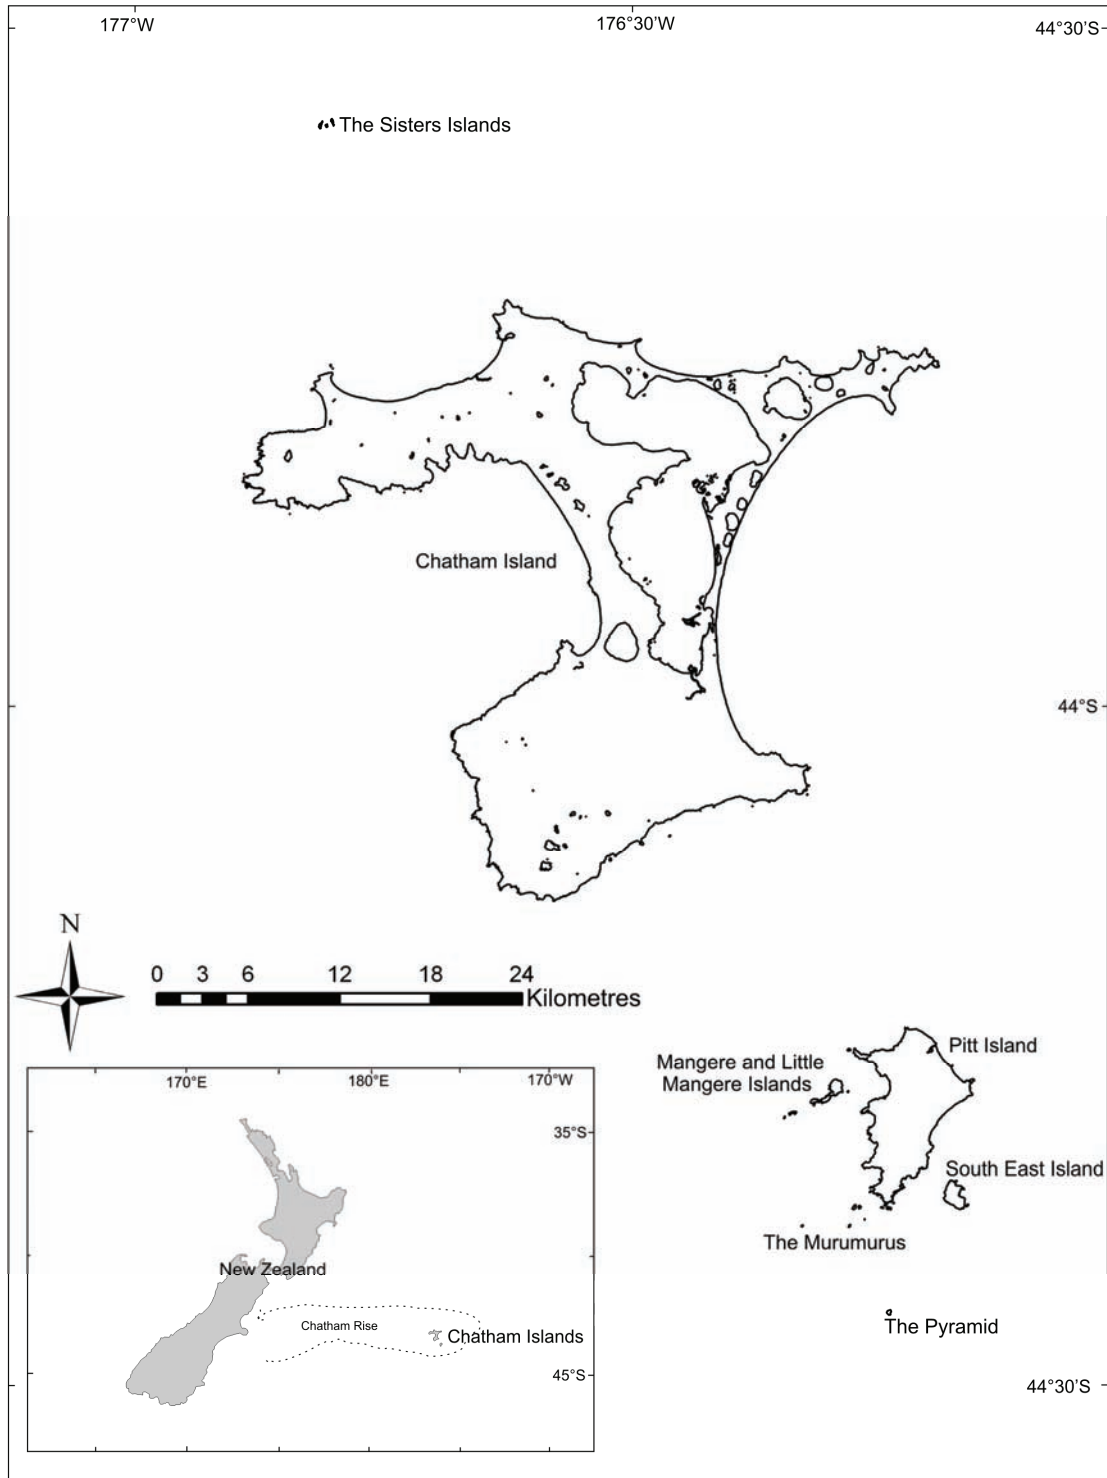 177°W
176°30'W
44°30'S
The Sisters Islands
Chatham Island
44°S
N
0 3 6 12 18 24
Kilometres
Pitt Island
Mangere and Little
Mangere Islands
South East Island
The Murumurus
The Pyramid
44°30'S
170°E
180°E
170°W
35°S
New Zealand
Chatham Rise
Chatham Islands
45°S